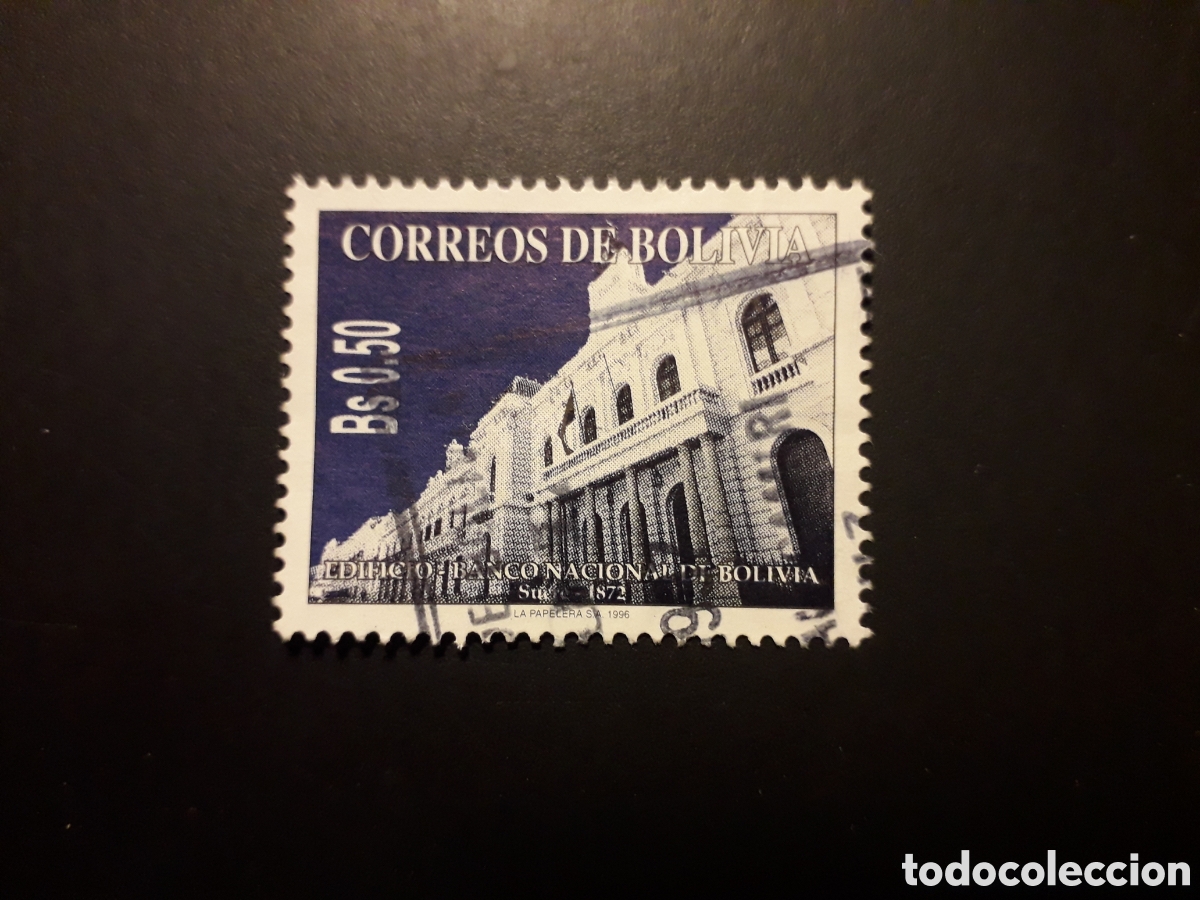 CORREOS DE BOLIVIA
Bs 0.50
EDIFICIO - BANCO NACIONAL DE BOLIVIA
1872
LA PAPELERA S.A. 1996
todocoleccion